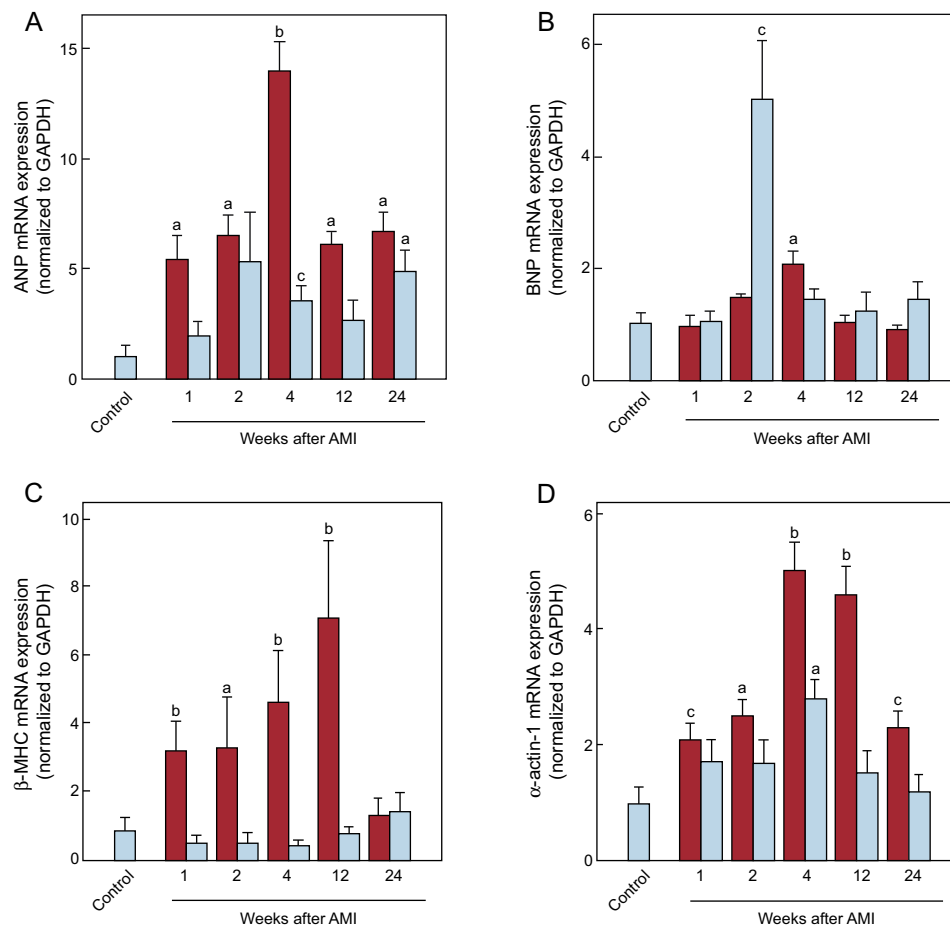 A
ANP mRNA expression
(normalized to GAPDH)
15
10
5
0
a
a
b
c
a
a
a
Control
1 2 4 12 24
Weeks after AMI
B
BNP mRNA expression
(normalized to GAPDH)
6
4
2
0
c
a
Control
1 2 4 12 24
Weeks after AMI
C
β-MHC mRNA expression
(normalized to GAPDH)
10
8
6
4
2
0
b
a
b
b
Control
1 2 4 12 24
Weeks after AMI
D
α-actin-1 mRNA expression
(normalized to GAPDH)
6
4
2
0
c
a
b
a
b
c
Control
1 2 4 12 24
Weeks after AMI